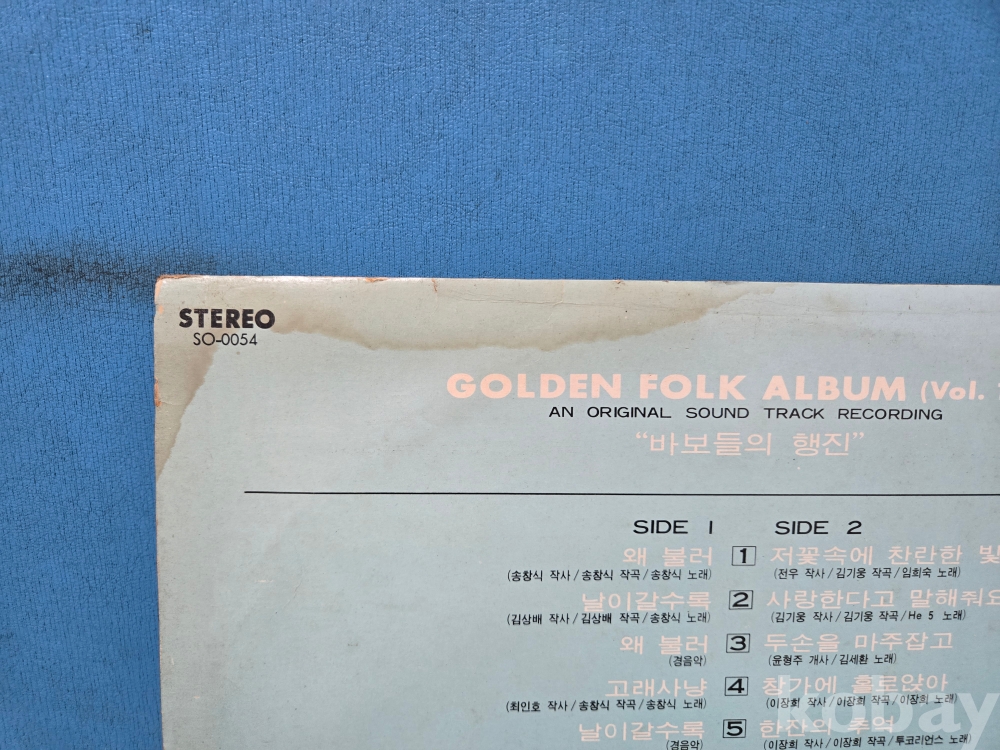 STEREO
SO-0054
GOLDEN FOLK ALBUM (Vol.
AN ORIGINAL SOUND TRACK RECORDING
“바보들의 행진”
SIDE 1 SIDE 2
왜 불러 1 저꽃속에 찬란한 빛
(송창식 작사/송창식 작곡/송창식 노래) (전우 작사/김기웅 작곡/임희숙 노래)
날이갈수록 2 사랑한다고 말해줘요
(김상배 작사/김상배 작곡/송창식 노래) (김기웅 작사/김기웅 작곡/He 5 노래)
왜 불러 3 두손을 마주잡고
(경음악) (윤형주 개사/김세환 노래)
고래사냥 4 창가에 홀로앉아
(최인호 작사/송창식 작곡/송창식 노래) (이장희 작사/이장희 작곡/이장희 노래)
날이갈수록 5 한잔의 추억
(경음악) (이장희 작사/이장희 작곡/투코리언스 노래)
kdbay